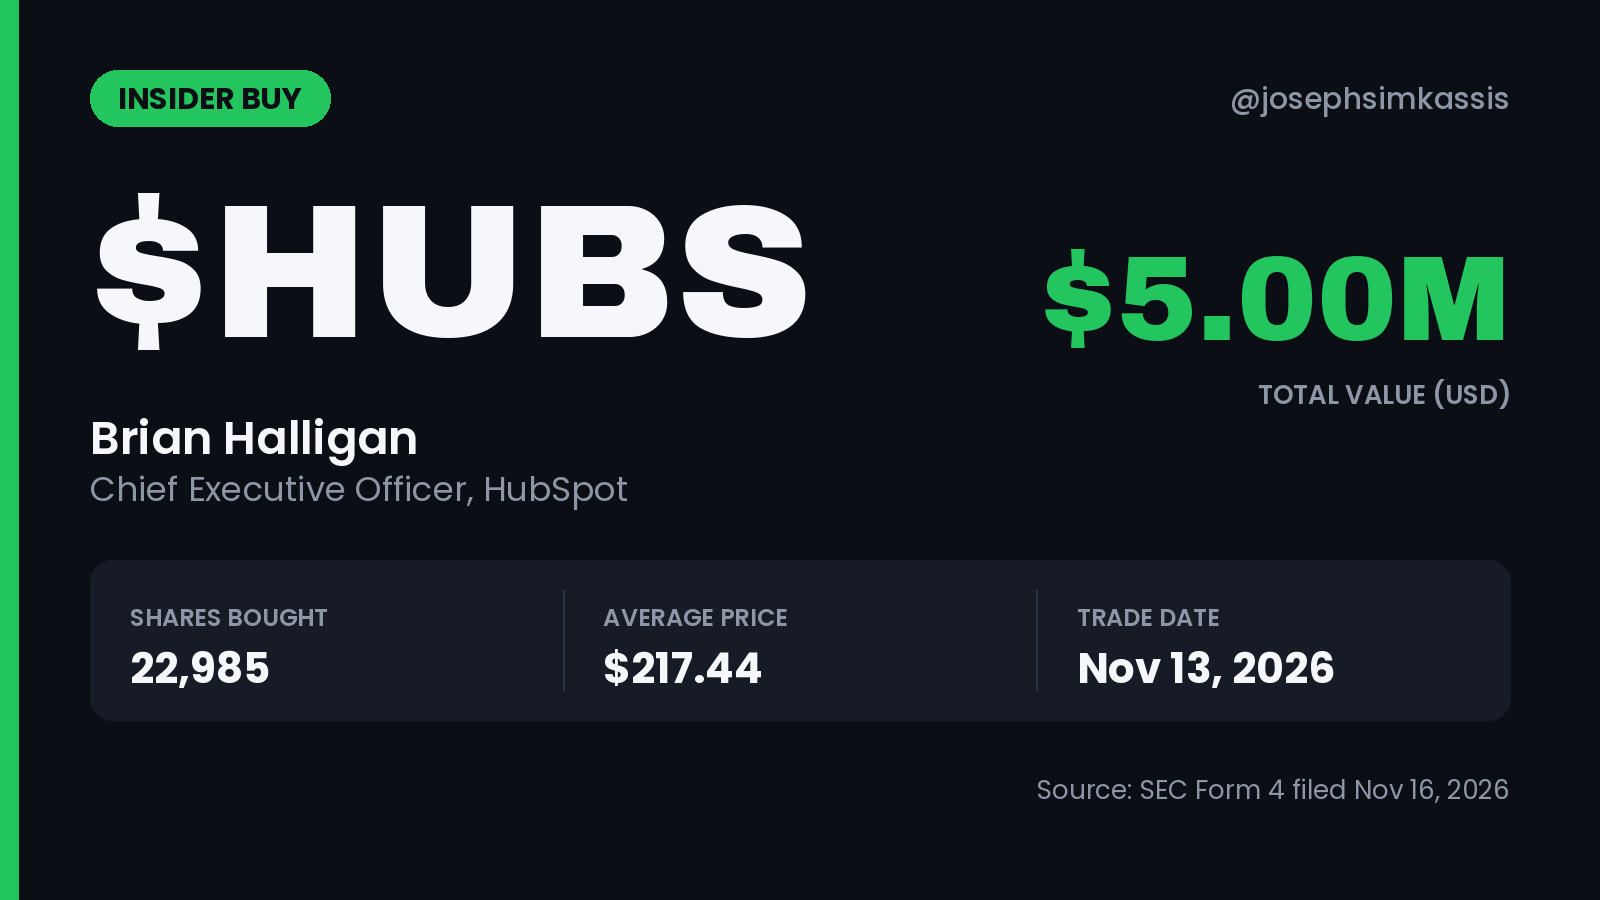 INSIDER BUY
@josephsimkassis
$HUBS
$5.00M
TOTAL VALUE (USD)
Brian Halligan
Chief Executive Officer, HubSpot
SHARES BOUGHT
22,985
AVERAGE PRICE
$217.44
TRADE DATE
Nov 13, 2026
Source: SEC Form 4 filed Nov 16, 2026